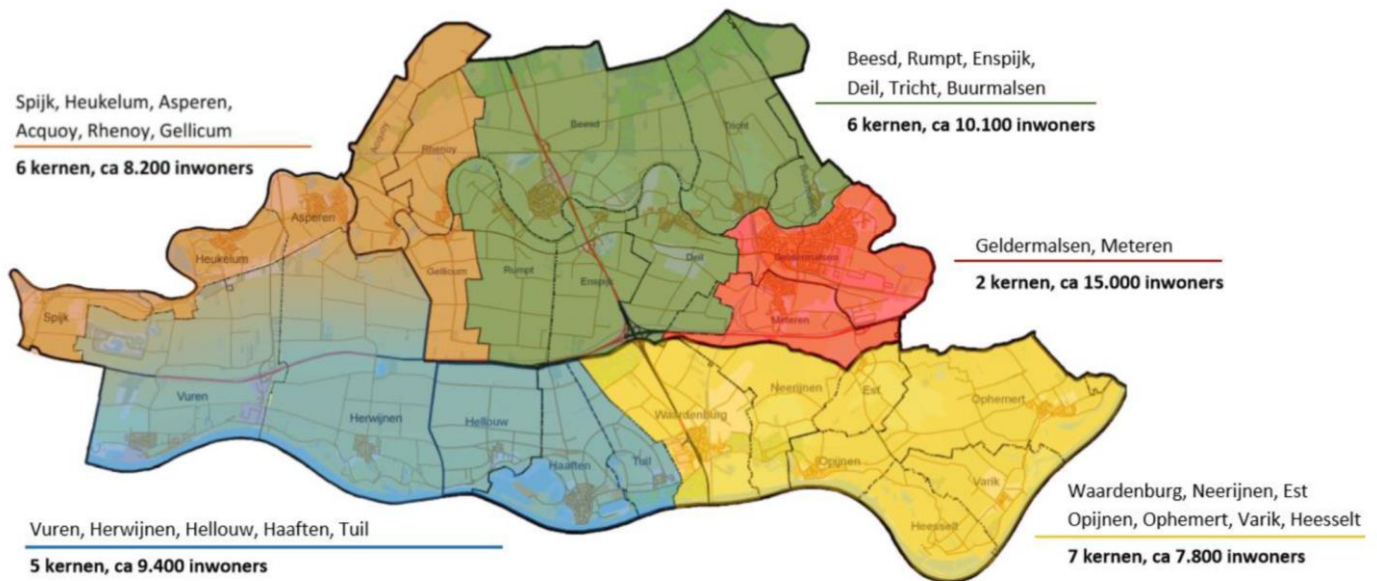 Beesd, Rumpt, Enspijk,
Deil, Tricht, Buurmalsen
6 kernen, ca 10.100 inwoners
Spijk, Heukelum, Asperen,
Acquoy, Rhenoy, Gellicum
6 kernen, ca 8.200 inwoners
Geldermalsen, Meteren
2 kernen, ca 15.000 inwoners
Waardenburg, Neerijnen, Est
Opijnen, Ophemert, Varik, Heesselt
7 kernen, ca 7.800 inwoners
Vuren, Herwijnen, Hellouw, Haaften, Tuil
5 kernen, ca 9.400 inwoners
Acquoy
Rhenoy
Beesd
Tricht
Buurmalsen
Asperen
Heukelum
Gellicum
Rumpt
Enspijk
Deil
Geldermalsen
Meteren
Spijk
Vuren
Herwijnen
Hellouw
Haaften
Tuil
Waardenburg
Neerijnen
Est
Ophemert
Opijnen
Varik
Heesselt